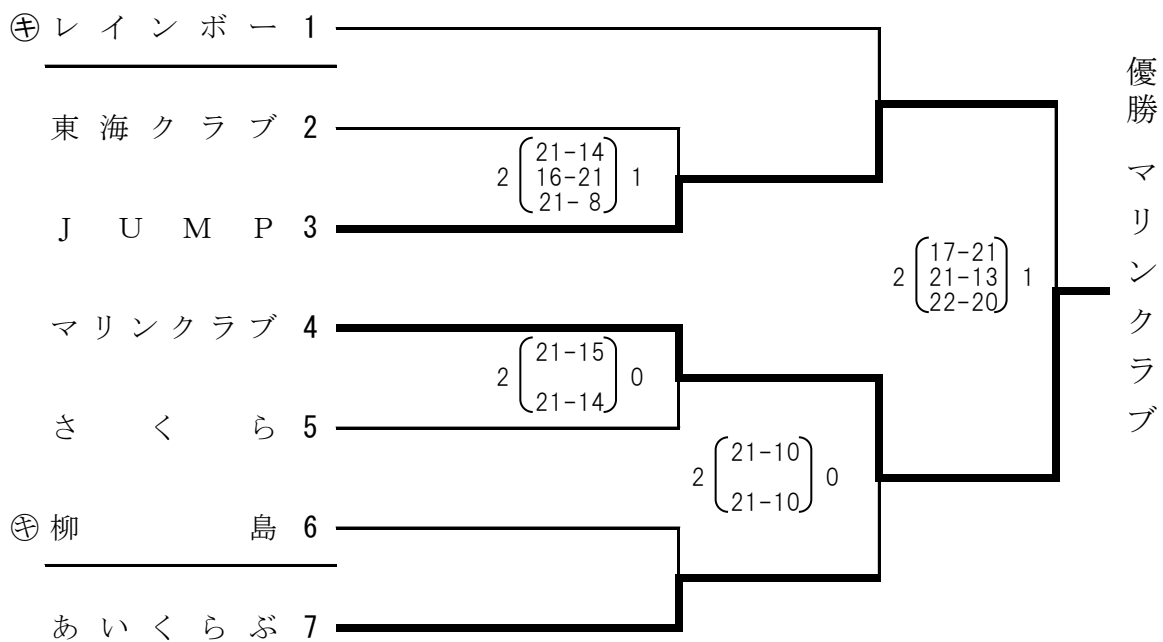 ㋖レインボー 1
東海クラブ 2
2 21-14 16-21 21- 8 1
JUMP 3
2 17-21 21-13 22-20 1
マリンクラブ 4
2 21-15 21-14 0
さくら 5
2 21-10 21-10 0
㋖柳島 6
あいくらぶ 7
優勝 マリンクラブ